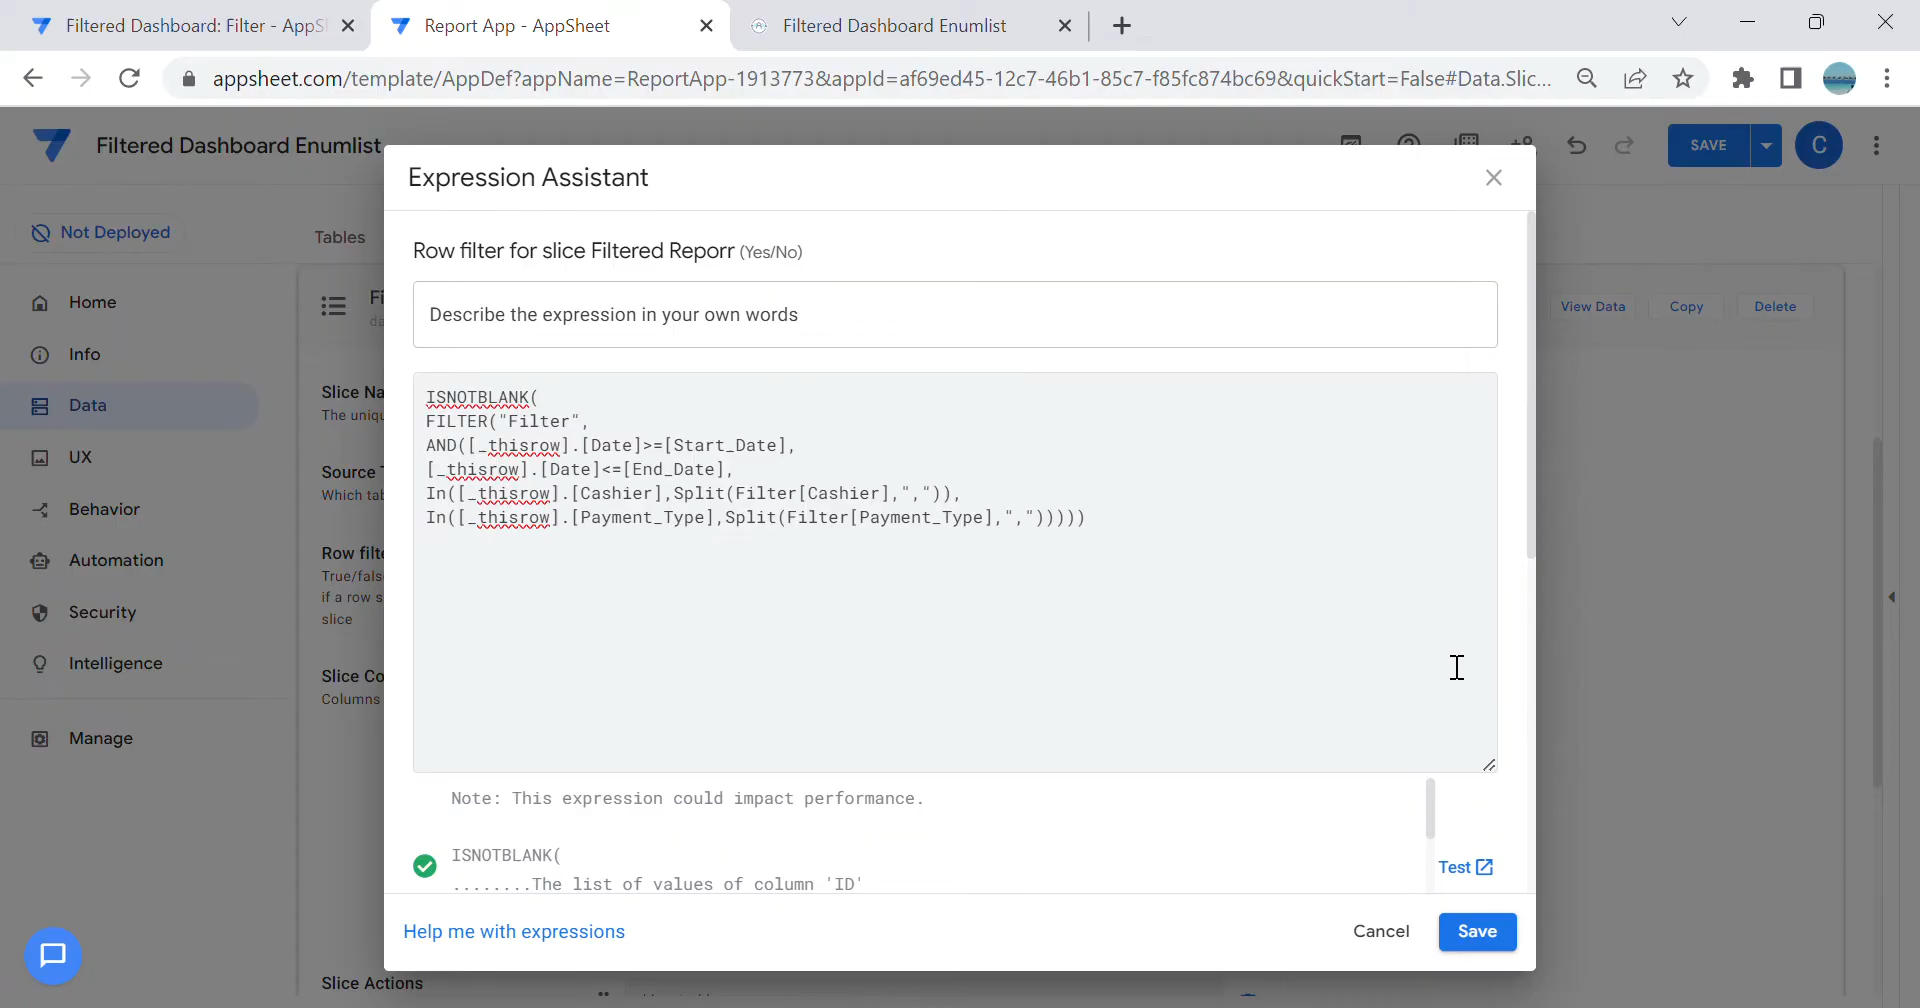 Filtered Dashboard: Filter - AppS
Report App - AppSheet
Filtered Dashboard Enumlist
appsheet.com/template/AppDef?appName=ReportApp-1913773&appId=af69ed45-12c7-46b1-85c7-f85fc874bc69&quickStart=False#Data.Slic...
Filtered Dashboard Enumlist
SAVE
C
Expression Assistant
Not Deployed
Tables
Row filter for slice Filtered Reporr (Yes/No)
Home
Fi
da
View Data
Copy
Delete
Describe the expression in your own words
Info
Data
UX
Behavior
Automation
Security
Intelligence
Manage
Slice Na
The uniqu
Source T
Which tab
Row filte
True/fals
if a row s
slice
Slice Co
Columns
Slice Actions
ISNOTBLANK(
FILTER("Filter",
AND([_thisrow].[Date]>=[Start_Date],
[_thisrow].[Date]<=[End_Date],
In([_thisrow].[Cashier],Split(Filter[Cashier],",")),
In([_thisrow].[Payment_Type],Split(Filter[Payment_Type],",")))))
Note: This expression could impact performance.
ISNOTBLANK(
........The list of values of column 'ID'
Test
Help me with expressions
Cancel
Save